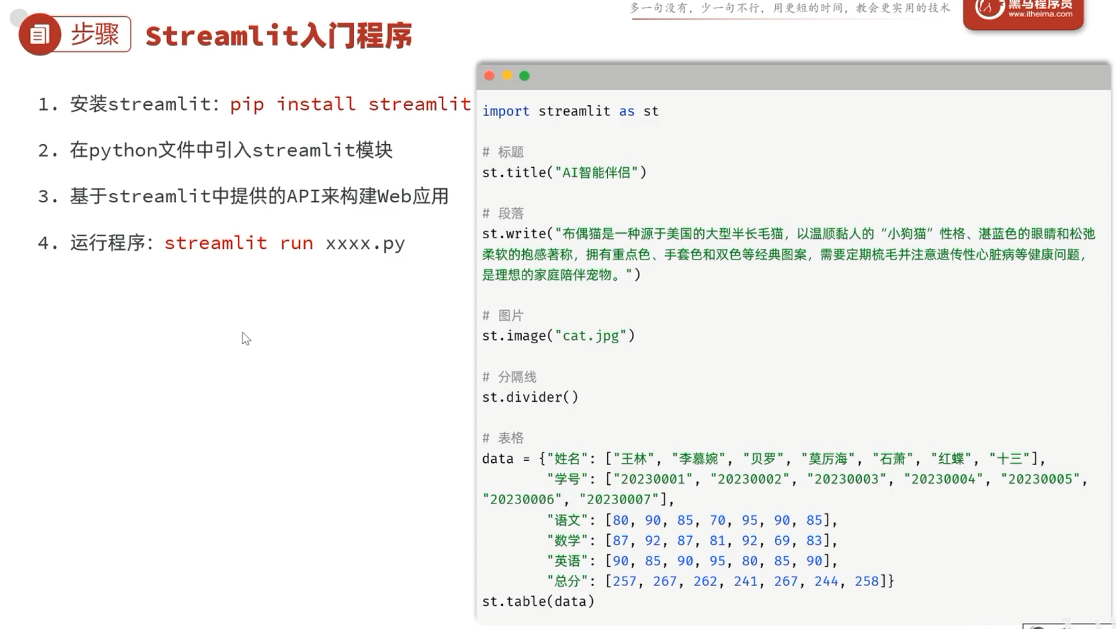 多一句没有，少一句不行，用更短的时间，教会更实用的技术
黑马程序员
www.itheima.com
步骤
Streamlit入门程序
1. 安装streamlit：pip install streamlit
2. 在python文件中引入streamlit模块
3. 基于streamlit中提供的API来构建Web应用
4. 运行程序：streamlit run xxxx.py
import streamlit as st
# 标题
st.title("AI智能伴侣")
# 段落
st.write("布偶猫是一种源于美国的大型半长毛猫，以温顺黏人的“小狗猫”性格、湛蓝色的眼睛和松弛
柔软的抱感著称，拥有重点色、手套色和双色等经典图案，需要定期梳毛并注意遗传性心脏病等健康问题，
是理想的家庭陪伴宠物。")
# 图片
st.image("cat.jpg")
# 分隔线
st.divider()
# 表格
data = {"姓名": ["王林", "李慕婉", "贝罗", "莫厉海", "石萧", "红蝶", "十三"],
"学号": ["20230001", "20230002", "20230003", "20230004", "20230005",
"20230006", "20230007"],
"语文": [80, 90, 85, 70, 95, 90, 85],
"数学": [87, 92, 87, 81, 92, 69, 83],
"英语": [90, 85, 90, 95, 80, 85, 90],
"总分": [257, 267, 262, 241, 267, 244, 258]}
st.table(data)